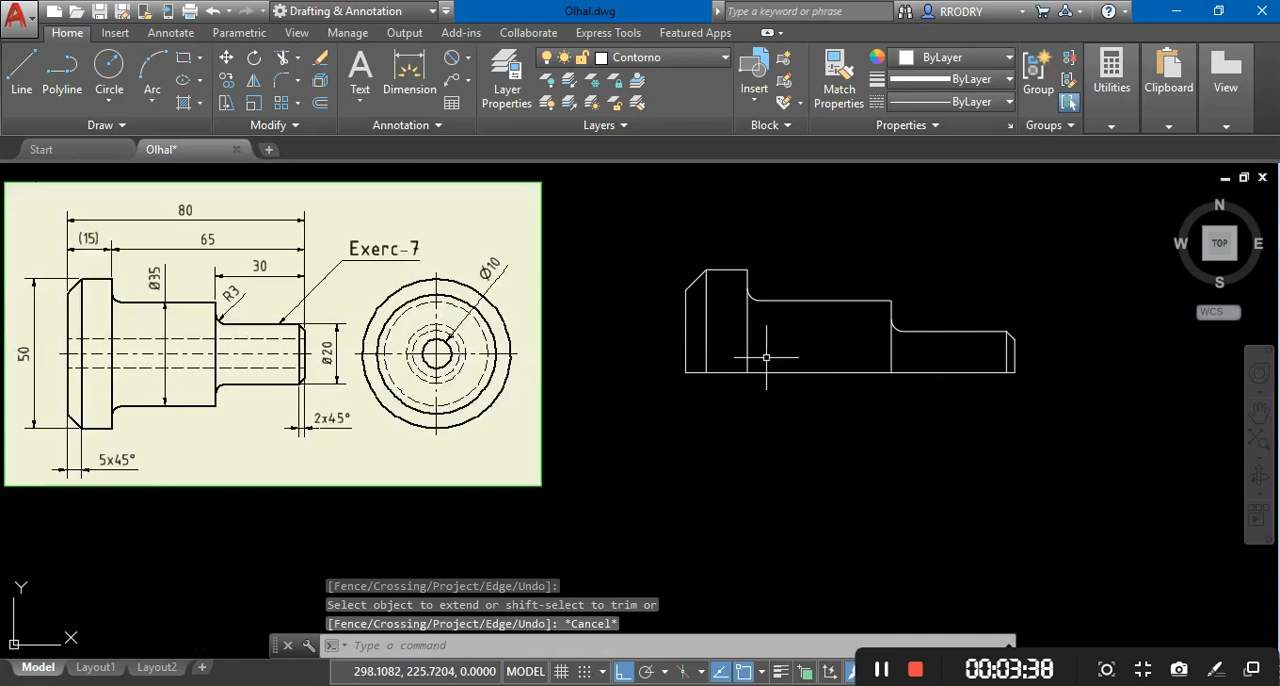 Drafting & Annotation
Olhal.dwg
Type a keyword or phrase
RRODRY
Home Insert Annotate Parametric View Manage Output Add-ins Collaborate Express Tools Featured Apps
Line Polyline Circle Arc
Text Dimension
Layer Properties
Contorno
Insert
Match Properties
ByLayer
ByLayer
ByLayer
Group
Utilities
Clipboard
View
Draw Modify Annotation Layers Block Properties Groups
Start
Olhal*
80
(15)
65
30
Exerc-7
Ø35
R3
Ø10
50
Ø20
2x45°
5x45°
N
W TOP E
S
WCS
Y
X
[Fence/Crossing/Project/Edge/Undo]:
Select object to extend or shift-select to trim or
[Fence/Crossing/Project/Edge/Undo]: *Cancel*
Type a command
Model Layout1 Layout2 +
298.1082, 225.7204, 0.0000 MODEL
00:03:38